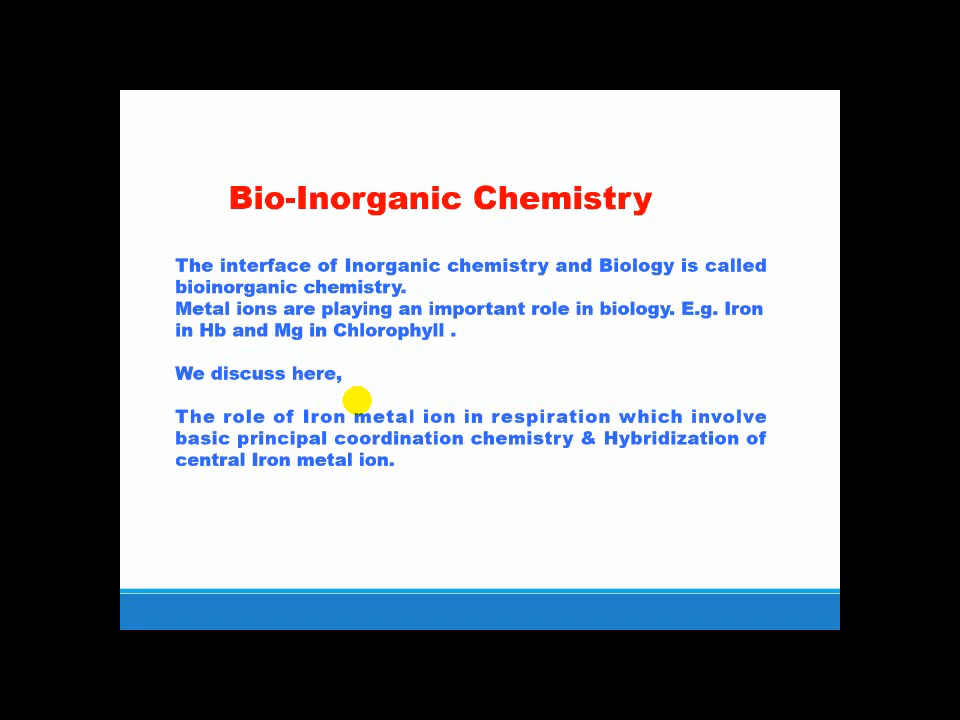 Bio-Inorganic Chemistry
The interface of Inorganic chemistry and Biology is called
bioinorganic chemistry.
Metal ions are playing an important role in biology. E.g. Iron
in Hb and Mg in Chlorophyll .
We discuss here,
The role of Iron metal ion in respiration which involve
basic principal coordination chemistry & Hybridization of
central Iron metal ion.